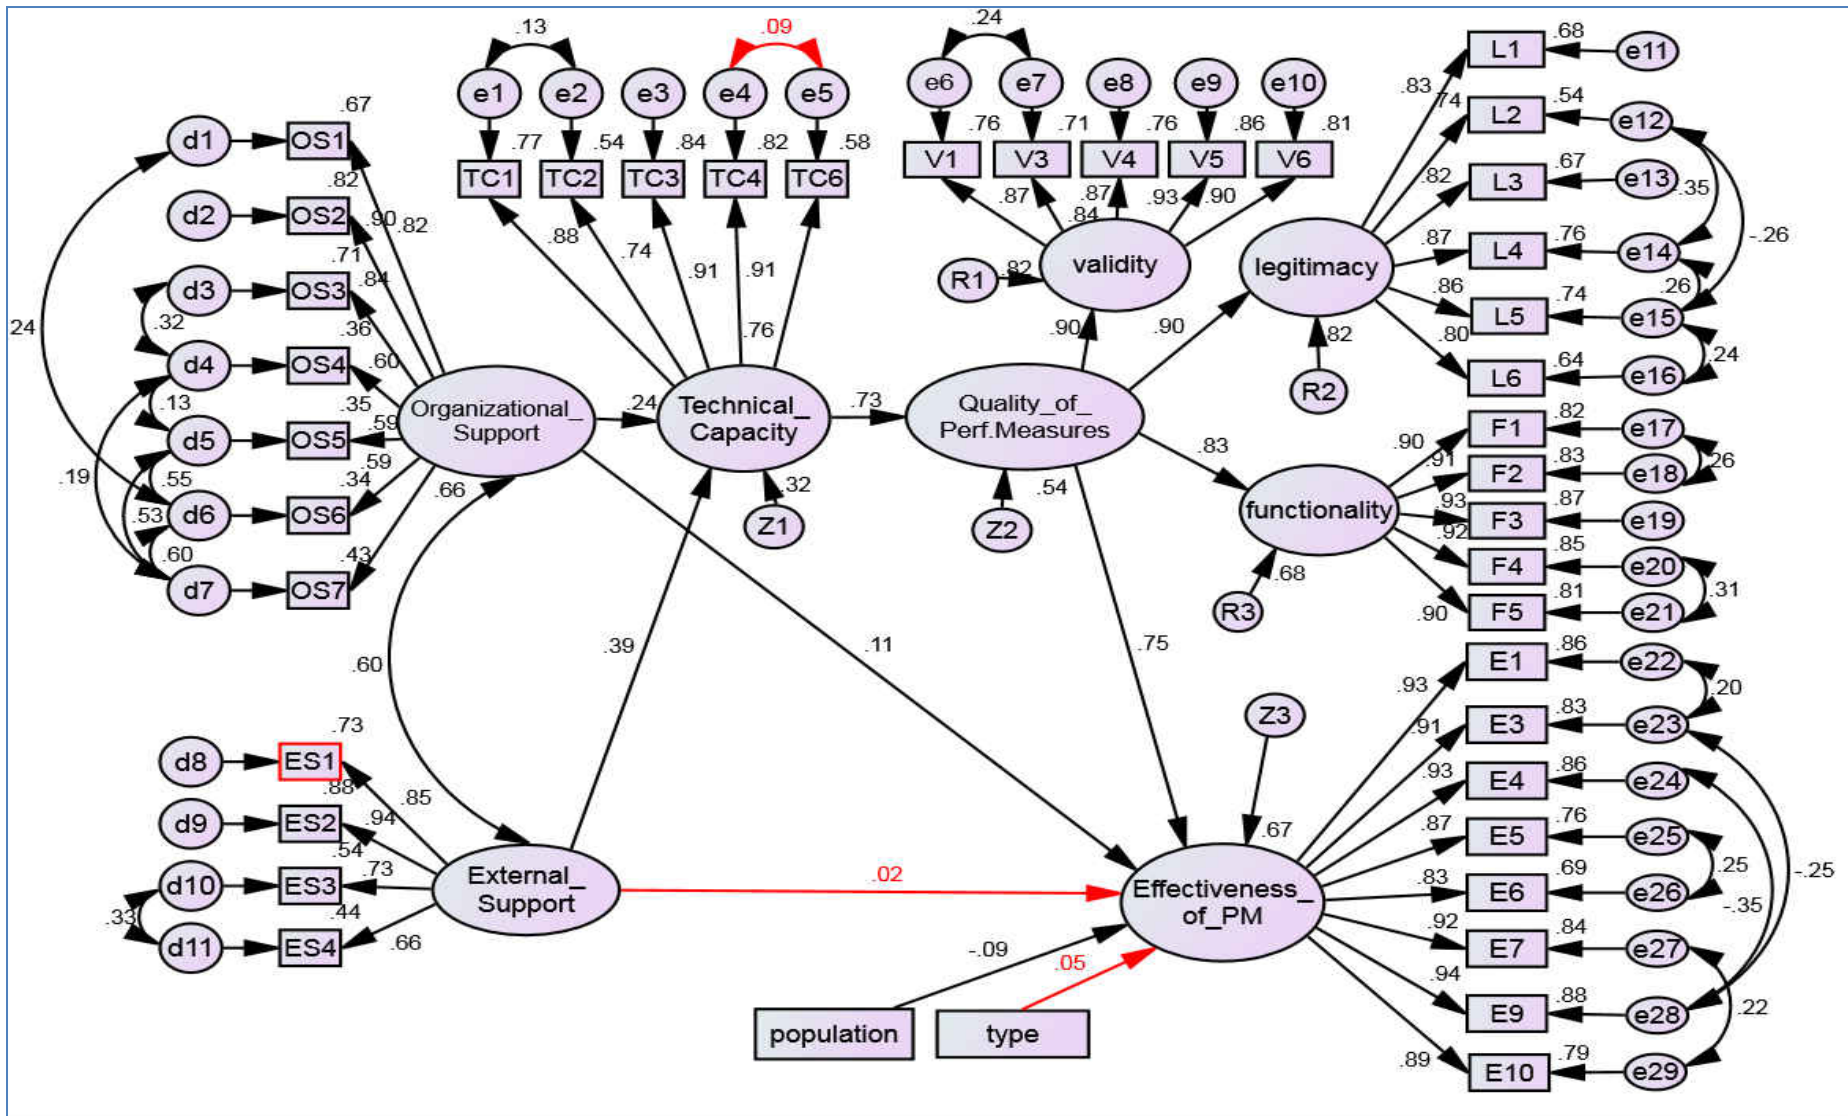 .13
.09
.24
e1
e2
e3
e4
e5
e6
e7
e8
e9
e10
.77
.54
.84
.82
.58
.76
.71
.76
.86
.81
TC1
TC2
TC3
TC4
TC6
V1
V3
V4
V5
V6
.88
.74
.91
.91
.76
.87
.87
.84
.93
.90
R1
.82
validity
.90
.67
d1
OS1
.82
d2
OS2
.90
.82
.71
d3
OS3
.84
.32
.36
d4
OS4
.60
.13
.35
d5
OS5
.59
.55
.59
.34
d6
OS6
.53
.60
.43
d7
OS7
24
.19
.66
Organizational_
Support
.24
Technical_
Capacity
.32
Z1
.73
Quality_of_
Perf.Measures
.54
Z2
.90
legitimacy
82
R2
.83
functionality
.68
R3
.83
L1
.68
e11
74
L2
.54
e12
.82
L3
.67
e13
-.35
-.26
.87
L4
.76
e14
.26
.86
L5
.74
e15
.24
.80
L6
.64
e16
.90
F1
.82
e17
.26
.91
F2
.83
e18
.93
F3
.87
e19
.92
F4
.85
e20
.31
.90
F5
.81
e21
.60
.39
.11
.75
.73
d8
ES1
.88
.85
d9
ES2
.94
.54
d10
ES3
.73
.33
.44
d11
ES4
.66
External_
Support
.02
Z3
.67
Effectiveness_
of_PM
-.09
.05
population
type
.93
E1
.86
e22
.20
.91
E3
.83
e23
.93
E4
.86
e24
.87
E5
.76
e25
.25
-.25
.83
E6
.69
e26
-.35
.92
E7
.84
e27
.94
E9
.88
e28
.22
.89
E10
.79
e29